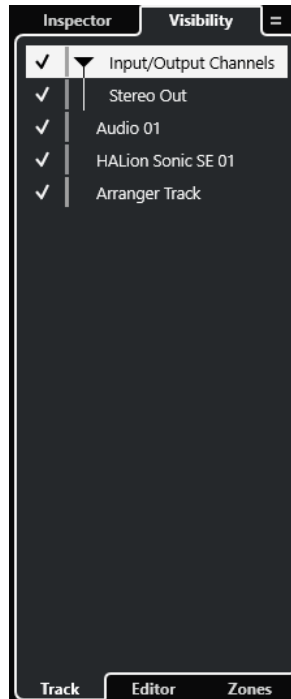 Inspector Visibility =
Input/Output Channels
Stereo Out
Audio 01
HALion Sonic SE 01
Arranger Track
Track Editor Zones